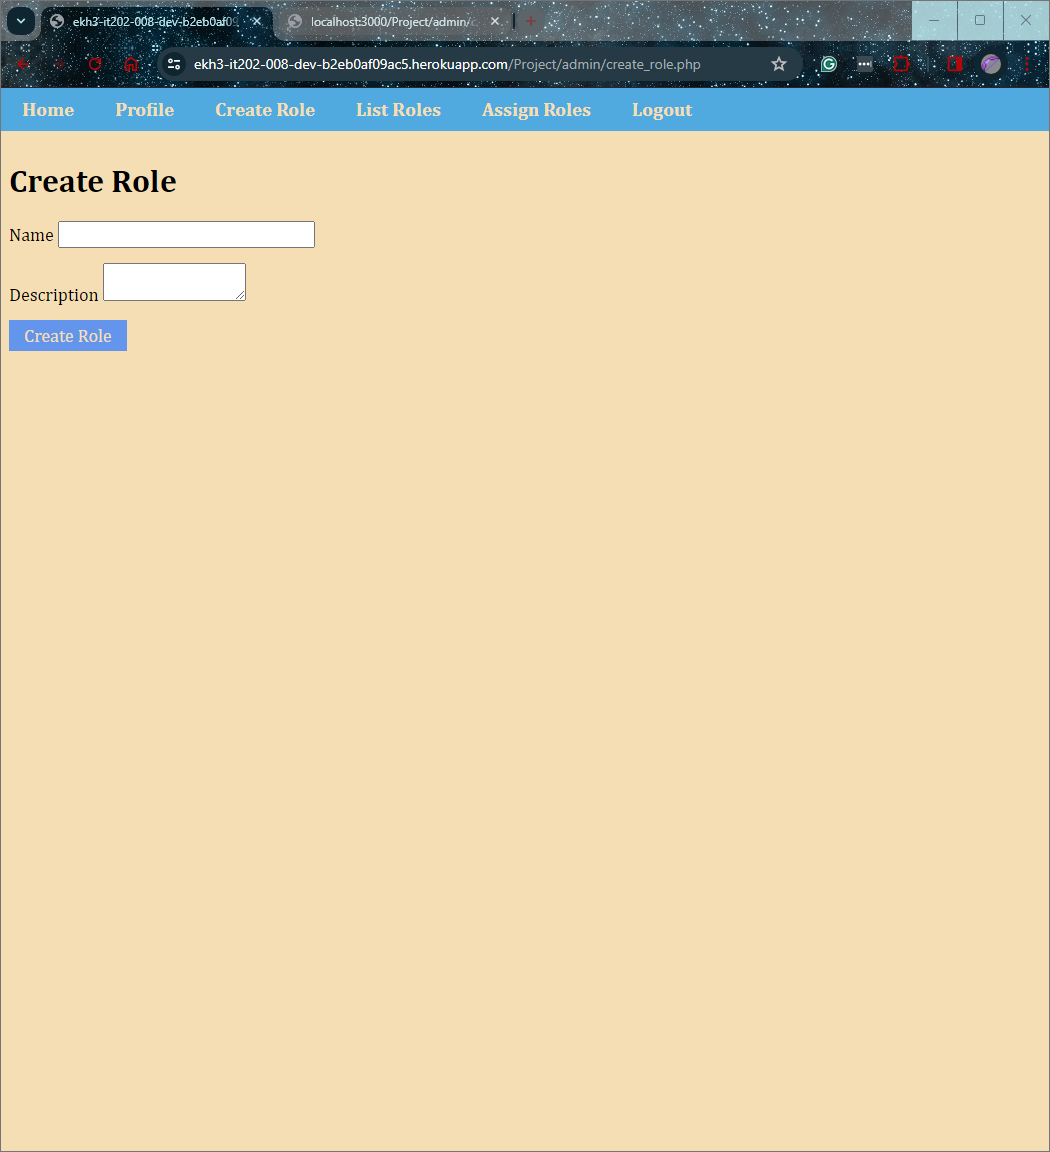 ekh3-it202-008-dev-b2eb0af09
localhost:3000/Project/admin/c
ekh3-it202-008-dev-b2eb0af09ac5.herokuapp.com/Project/admin/create_role.php
Home Profile Create Role List Roles Assign Roles Logout
Create Role
Name
Description
Create Role